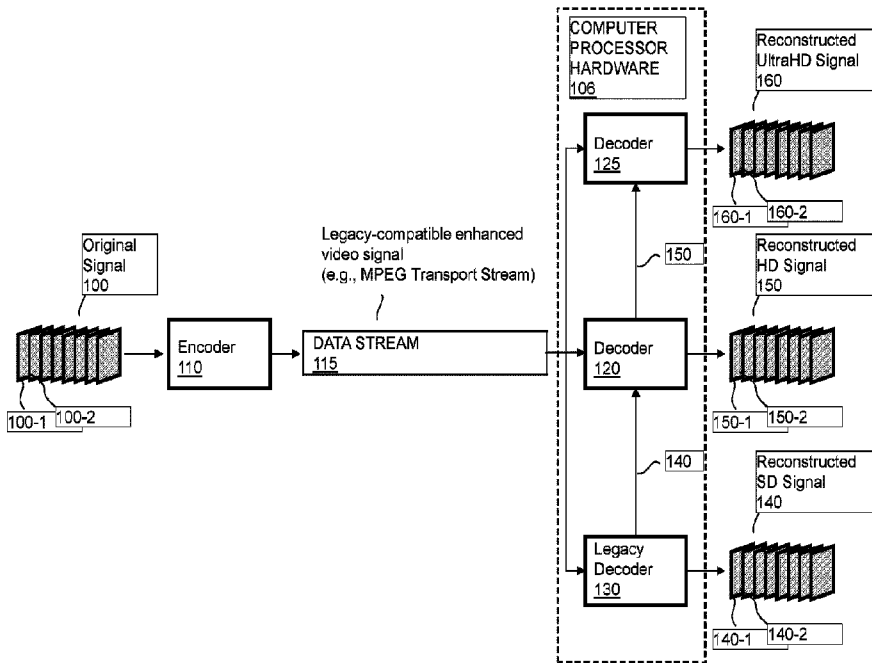 COMPUTER
PROCESSOR
HARDWARE
106
Reconstructed
UltraHD Signal
160
Decoder
125
160-1
160-2
Original
Signal
100
Legacy-compatible enhanced
video signal
(e.g., MPEG Transport Stream)
150
Reconstructed
HD Signal
150
Encoder
110
DATA STREAM
115
Decoder
120
100-1
100-2
150-1
150-2
140
Reconstructed
SD Signal
140
Legacy
Decoder
130
140-1
140-2